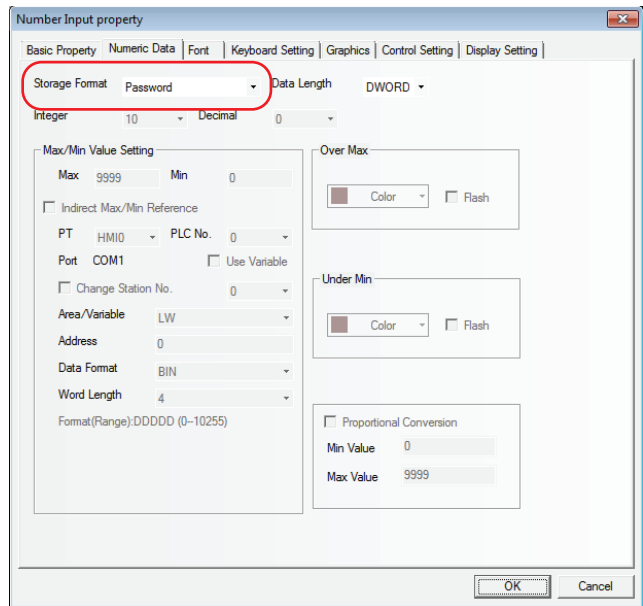 Number Input property
Basic Property Numeric Data Font Keyboard Setting Graphics Control Setting Display Setting
Storage Format Password Data Length DWORD
Integer 10 Decimal 0
Max/Min Value Setting
Max 9999 Min 0
Indirect Max/Min Reference
PT HMI0 PLC No. 0
Port COM1 Use Variable
Change Station No. 0
Area/Variable LW
Address 0
Data Format BIN
Word Length 4
Format(Range):DDDDD (0~10255)
Over Max
Color Flash
Under Min
Color Flash
Proportional Conversion
Min Value 0
Max Value 9999
OK Cancel